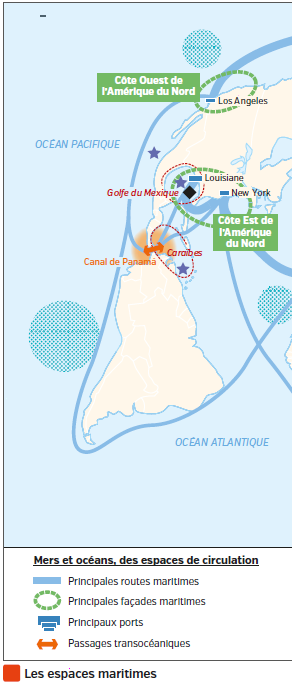 Côte Ouest de
l'Amérique du Nord
Los Angeles
OCÉAN PACIFIQUE
Louisiane
Golfe du Mexique
New York
Côte Est de
l'Amérique
du Nord
Caraïbes
Canal de Panama
OCÉAN ATLANTIQUE
Mers et océans, des espaces de circulation
Principales routes maritimes
Principales façades maritimes
Principaux ports
Passages transocéaniques
Les espaces maritimes